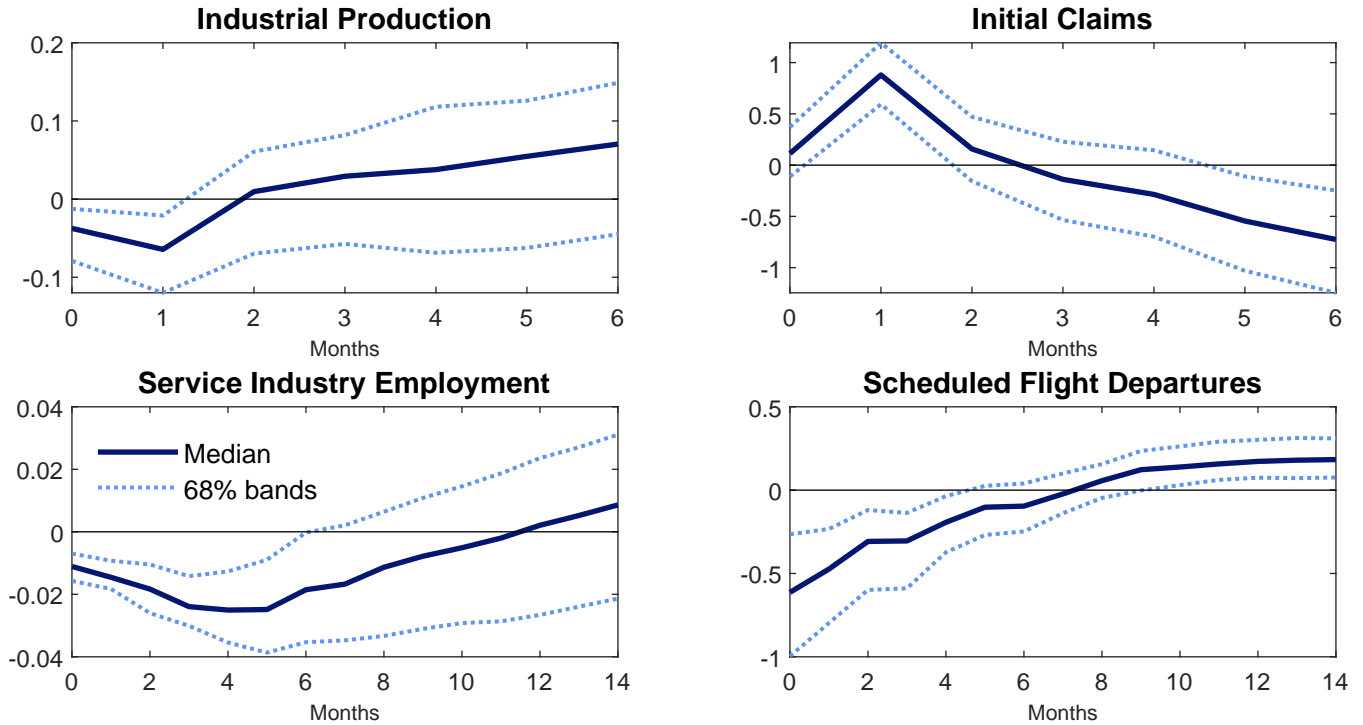 Industrial Production
0.2
0.1
0
-0.1
0 1 2 3 4 5 6
Months
Initial Claims
1
0.5
0
-0.5
-1
0 1 2 3 4 5 6
Months
Service Industry Employment
0.04
0.02
0
-0.02
-0.04
Median
68% bands
0 2 4 6 8 10 12 14
Months
Scheduled Flight Departures
0.5
0
-0.5
-1
0 2 4 6 8 10 12 14
Months